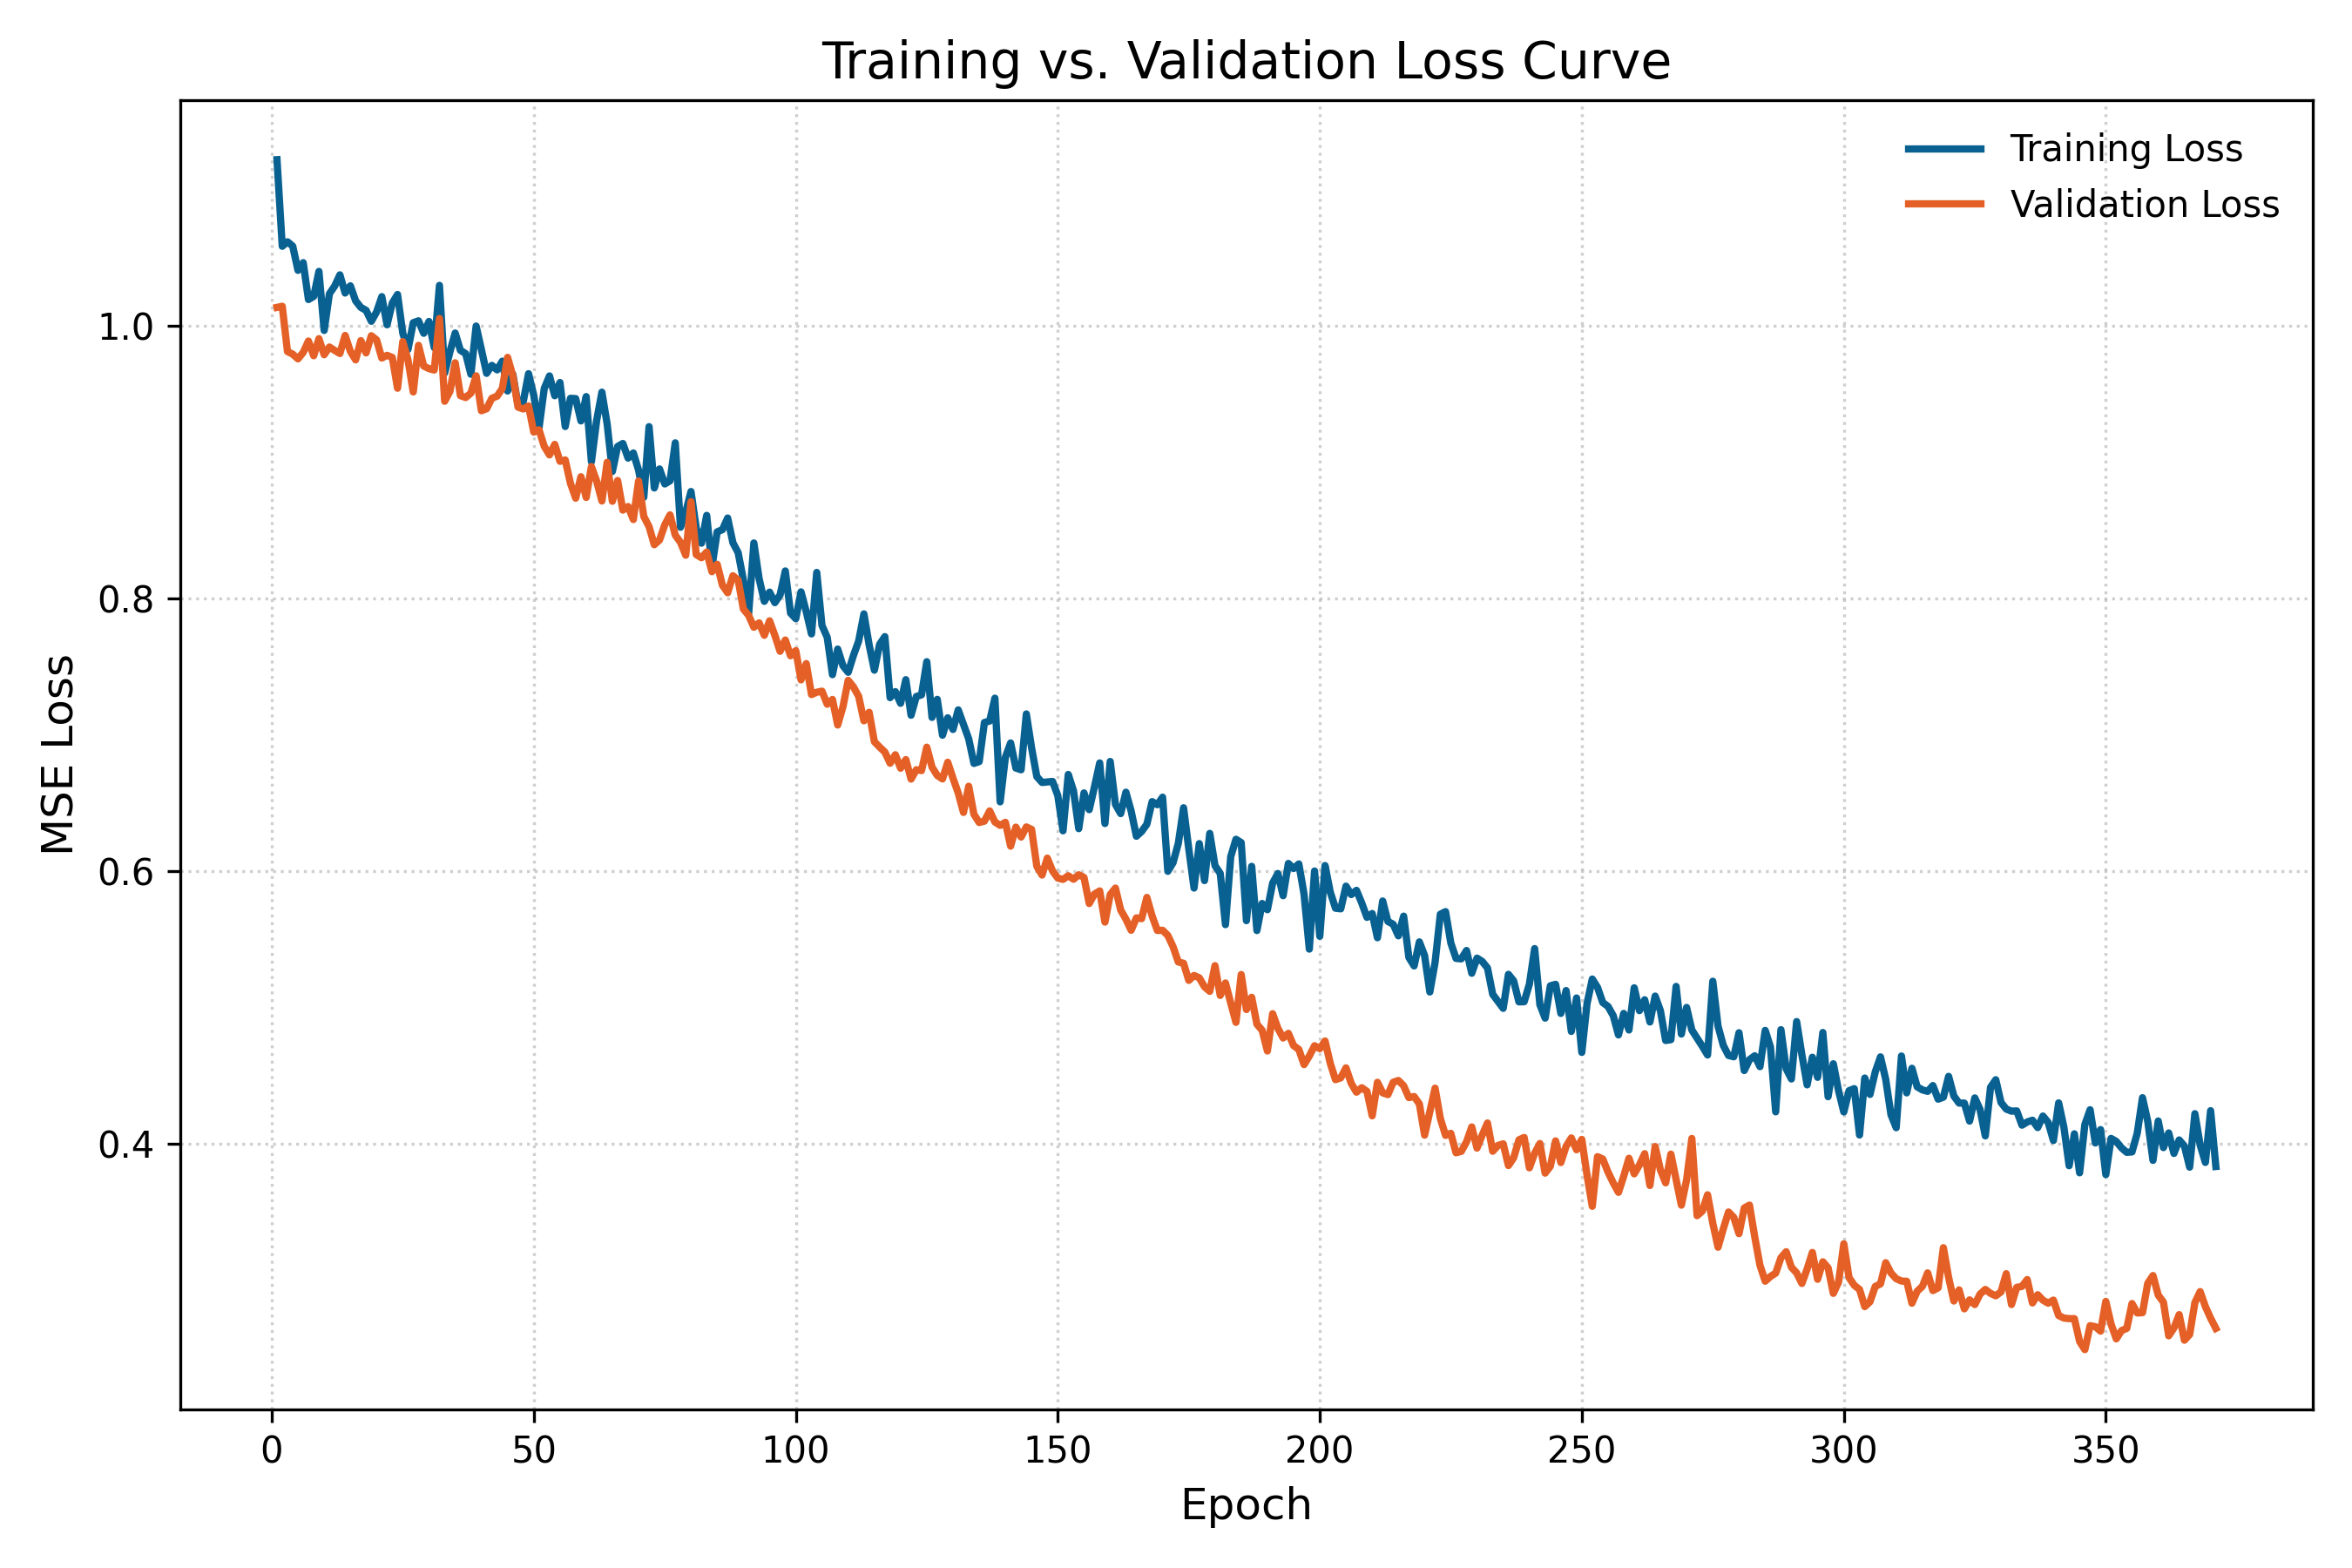 Training vs. Validation Loss Curve
Training Loss
Validation Loss
MSE Loss
1.0
0.8
0.6
0.4
0 50 100 150 200 250 300 350
Epoch